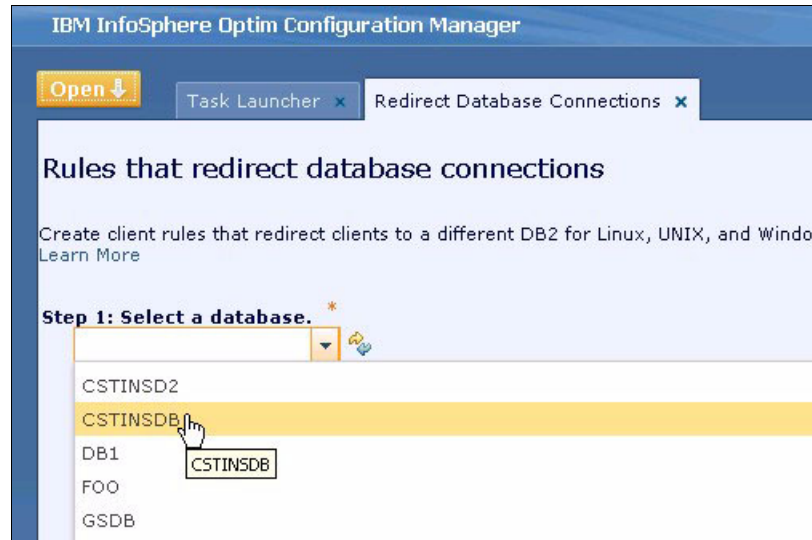 IBM InfoSphere Optim Configuration Manager
Open
Task Launcher × Redirect Database Connections ×
Rules that redirect database connections
Create client rules that redirect clients to a different DB2 for Linux, UNIX, and Windo
Learn More
Step 1: Select a database. *
CSTINSD2
CSTINSDB
DB1
CSTINSDB
FOO
GSDB